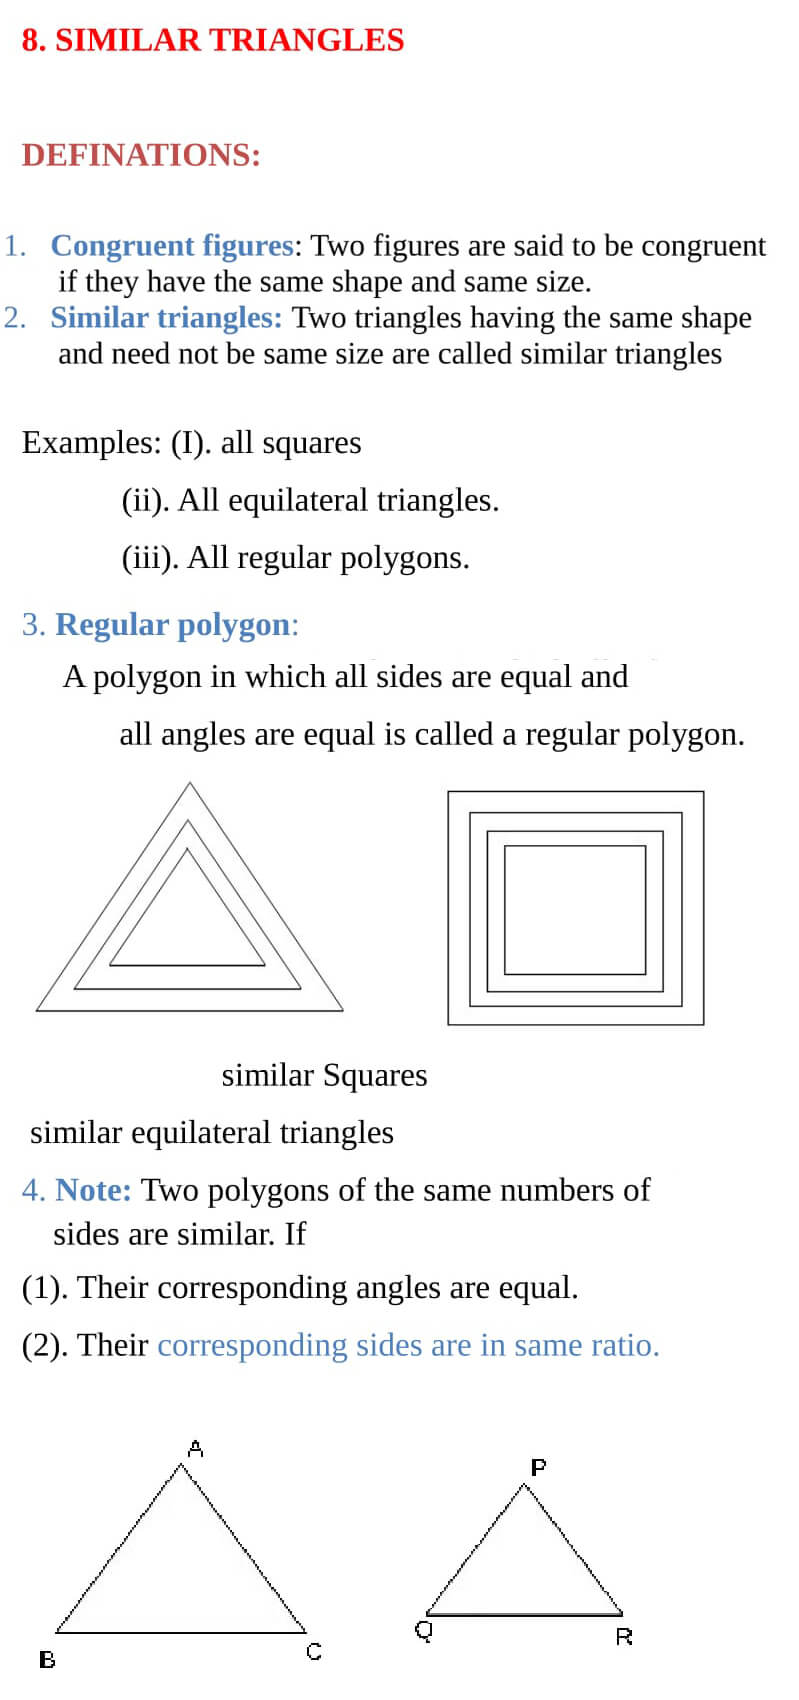 8. SIMILAR TRIANGLES
DEFINATIONS:
1. Congruent figures: Two figures are said to be congruent
if they have the same shape and same size.
2. Similar triangles: Two triangles having the same shape
and need not be same size are called similar triangles
Examples: (I). all squares
(ii). All equilateral triangles.
(iii). All regular polygons.
3. Regular polygon:
A polygon in which all sides are equal and
all angles are equal is called a regular polygon.
similar Squares
similar equilateral triangles
4. Note: Two polygons of the same numbers of
sides are similar. If
(1). Their corresponding angles are equal.
(2). Their corresponding sides are in same ratio.
A
P
B
C
Q
R